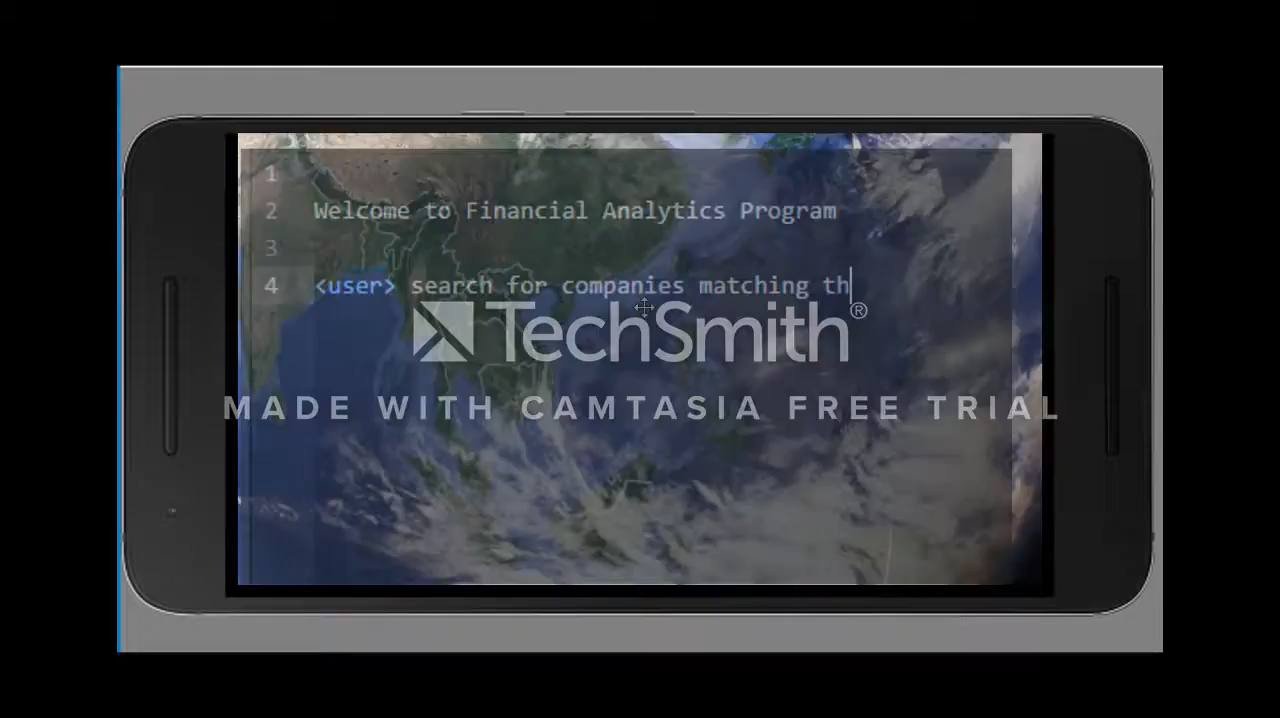 1
2 Welcome to Financial Analytics Program
3
4 <user> search for companies matching th
TechSmith®
MADE WITH CAMTASIA FREE TRIAL